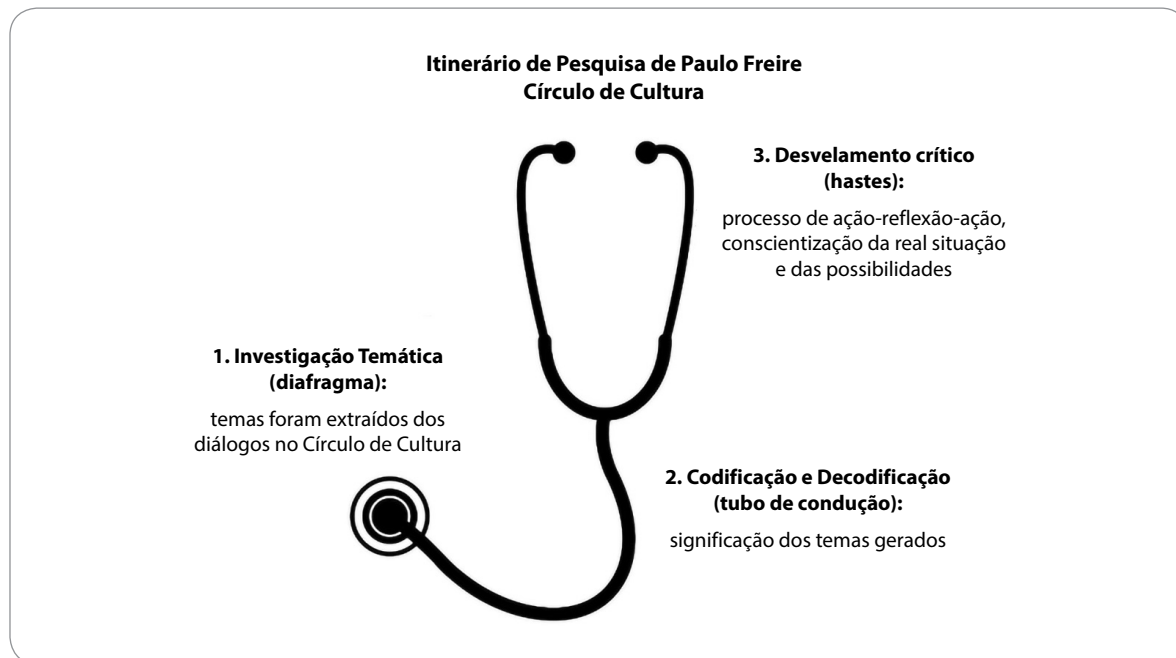 Itinerário de Pesquisa de Paulo Freire
Círculo de Cultura
3. Desvelamento crítico
(hastes):
processo de ação-reflexão-ação,
conscientização da real situação
e das possibilidades
1. Investigação Temática
(diafragma):
temas foram extraídos dos
diálogos no Círculo de Cultura
2. Codificação e Decodificação
(tubo de condução):
significação dos temas gerados